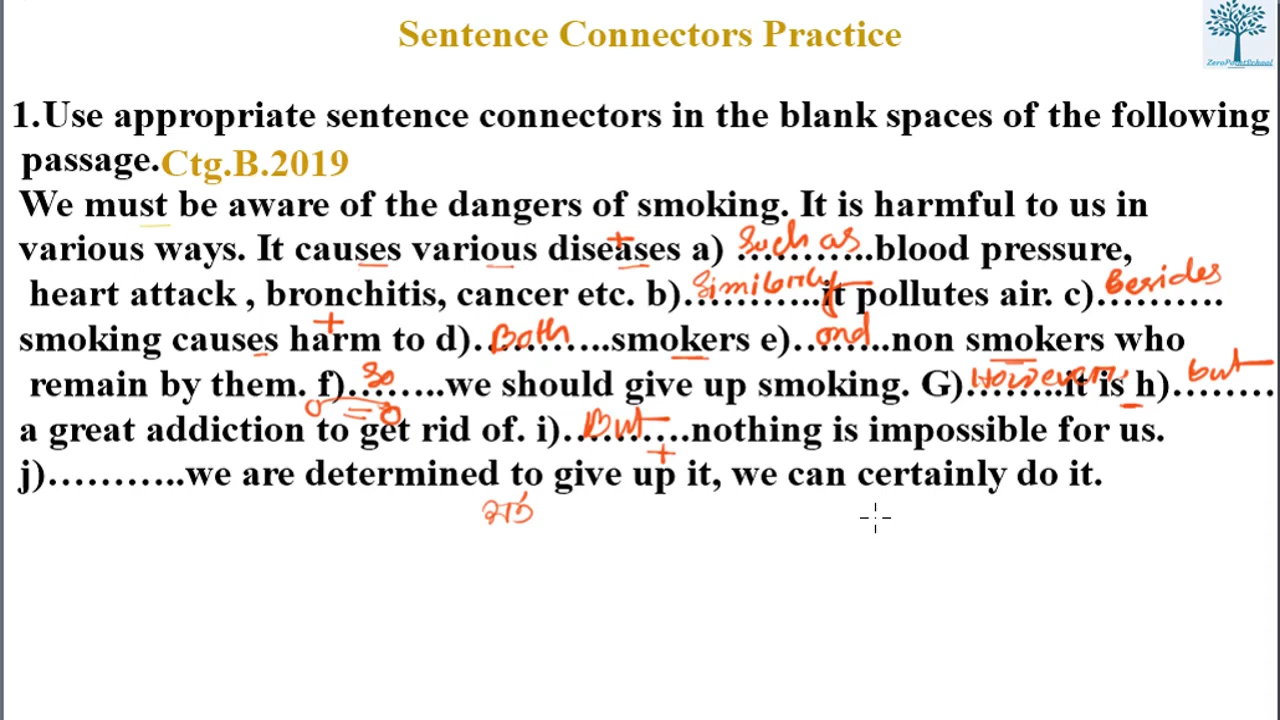 Sentence Connectors Practice
ZeroPointSchool
1.Use appropriate sentence connectors in the blank spaces of the following
passage.Ctg.B.2019
We must be aware of the dangers of smoking. It is harmful to us in
various ways. It causes various diseases a) Such as............blood pressure,
heart attack , bronchitis, cancer etc. b) Similarly...........it pollutes air. c) Besides..........
smoking causes harm to d) Both...........smokers e) and........non smokers who
remain by them. f) So........we should give up smoking. G) However........it is h) but........
a great addiction to get rid of. i) But..........nothing is impossible for us.
j)...........we are determined to give up it, we can certainly do it.